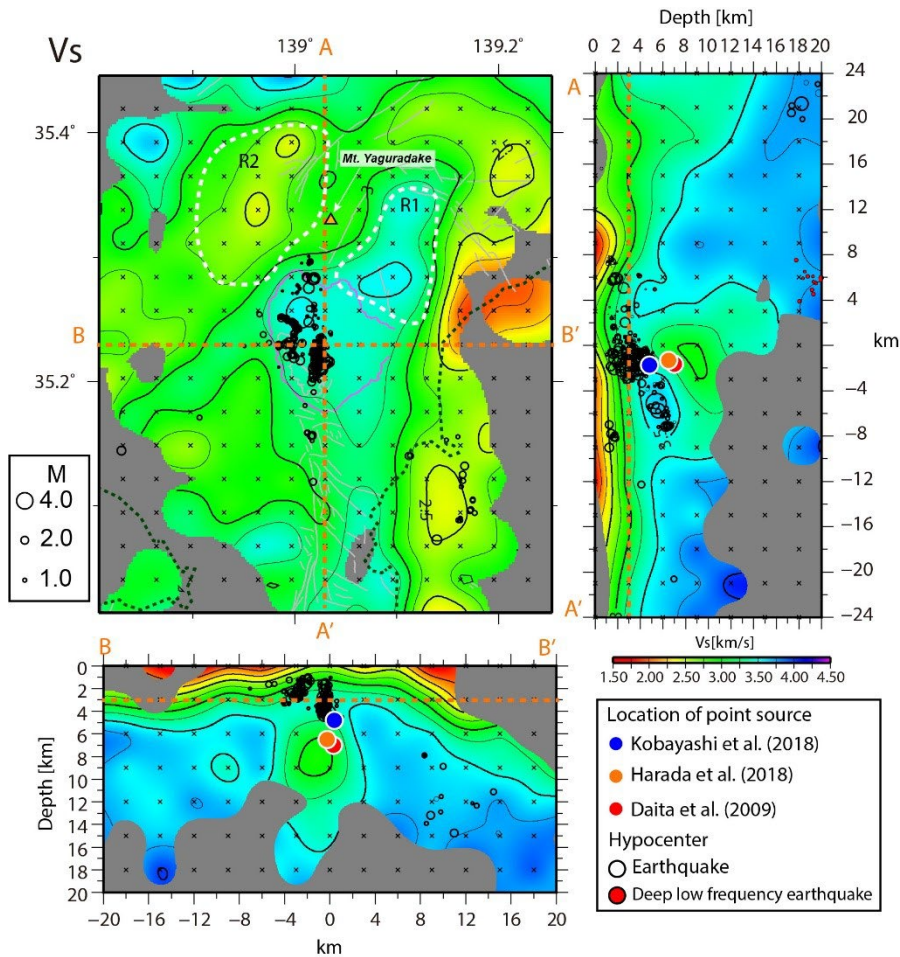 Vs
139° A 139.2°
35.4°
R2
Mt. Yaguradake
R1
2.5
3
B B'
35.2°
2.5
M
4.0
2.0
1.0
A'
Depth [km]
0 2 4 6 8 10 12 14 16 18 20
A
24
20
16
12
8
4
0
km
−4
−8
−12
−16
−20
−24
3.5
A'
B B'
0
2
4
6
8
10
12
14
16
18
20
Depth [km]
−20 −16 −12 −8 −4 0 4 8 12 16 20
km
Vs[km/s]
1.50 2.00 2.50 3.00 3.50 4.00 4.50
Location of point source
Kobayashi et al. (2018)
Harada et al. (2018)
Daita et al. (2009)
Hypocenter
Earthquake
Deep low frequency earthquake